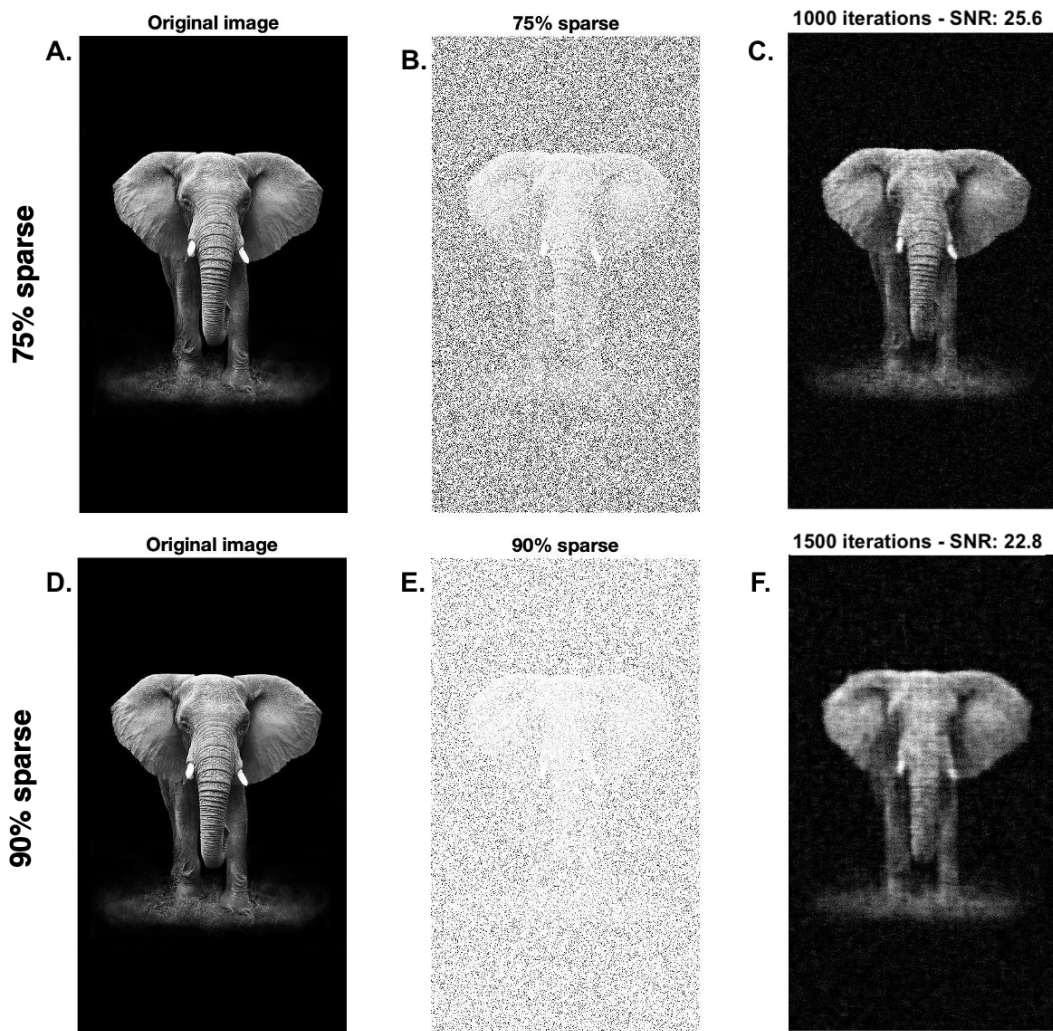 Original image
75% sparse
1000 iterations - SNR: 25.6
A.
B.
C.
75% sparse
Original image
90% sparse
1500 iterations - SNR: 22.8
D.
E.
F.
90% sparse